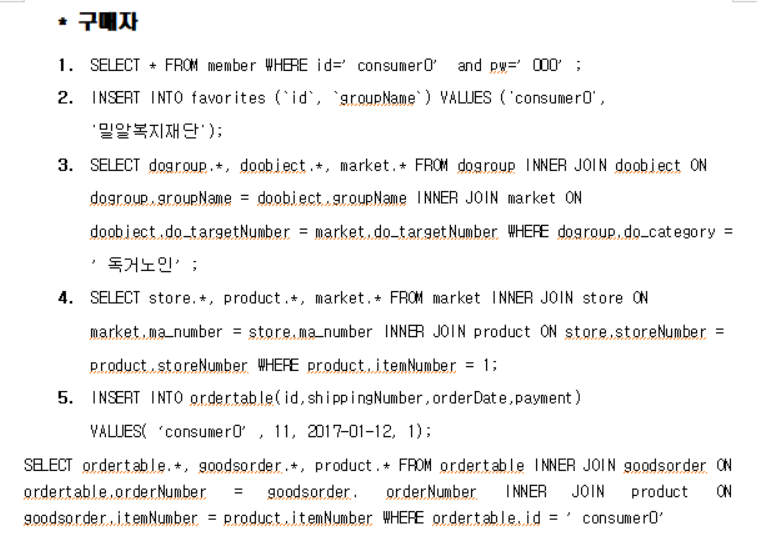 * 구매자
1. SELECT * FROM member WHERE id=’ consumer0’ and pw=’ 000’ ;
2. INSERT INTO favorites (`id`, `groupName`) VALUES ('consumer0',
'밀알복지재단');
3. SELECT dogroup.*, doobject.*, market.* FROM dogroup INNER JOIN doobject ON
dogroup.groupName = doobject.groupName INNER JOIN market ON
doobject.do_targetNumber = market.do_targetNumber WHERE dogroup.do_category =
’ 독거노인’ ;
4. SELECT store.*, product.*, market.* FROM market INNER JOIN store ON
market.ma_number = store.ma_number INNER JOIN product ON store.storeNumber =
product.storeNumber WHERE product.itemNumber = 1;
5. INSERT INTO ordertable(id,shippingNumber,orderDate,payment)
VALUES( ‘consumer0’ , 11, 2017-01-12, 1);
SELECT ordertable.*, goodsorder.*, product.* FROM ordertable INNER JOIN goodsorder ON
ordertable.orderNumber = goodsorder. orderNumber INNER JOIN product ON
goodsorder.itemNumber = product.itemNumber WHERE ordertable.id = ’ consumer0’